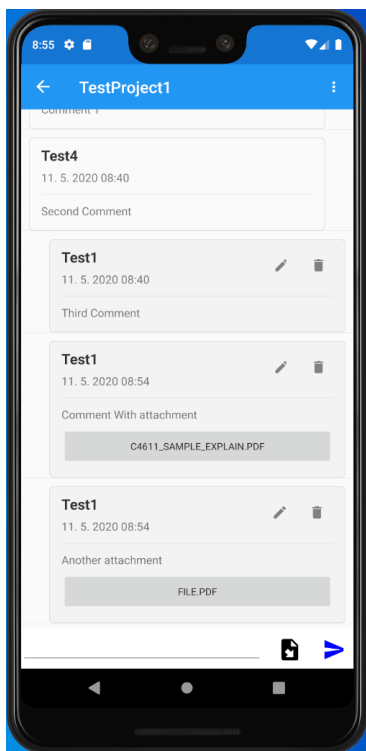 8:55
TestProject1
Comment 1
Test4
11. 5. 2020 08:40
Second Comment
Test1
11. 5. 2020 08:40
Third Comment
Test1
11. 5. 2020 08:54
Comment With attachment
C4611_SAMPLE_EXPLAIN.PDF
Test1
11. 5. 2020 08:54
Another attachment
FILE.PDF